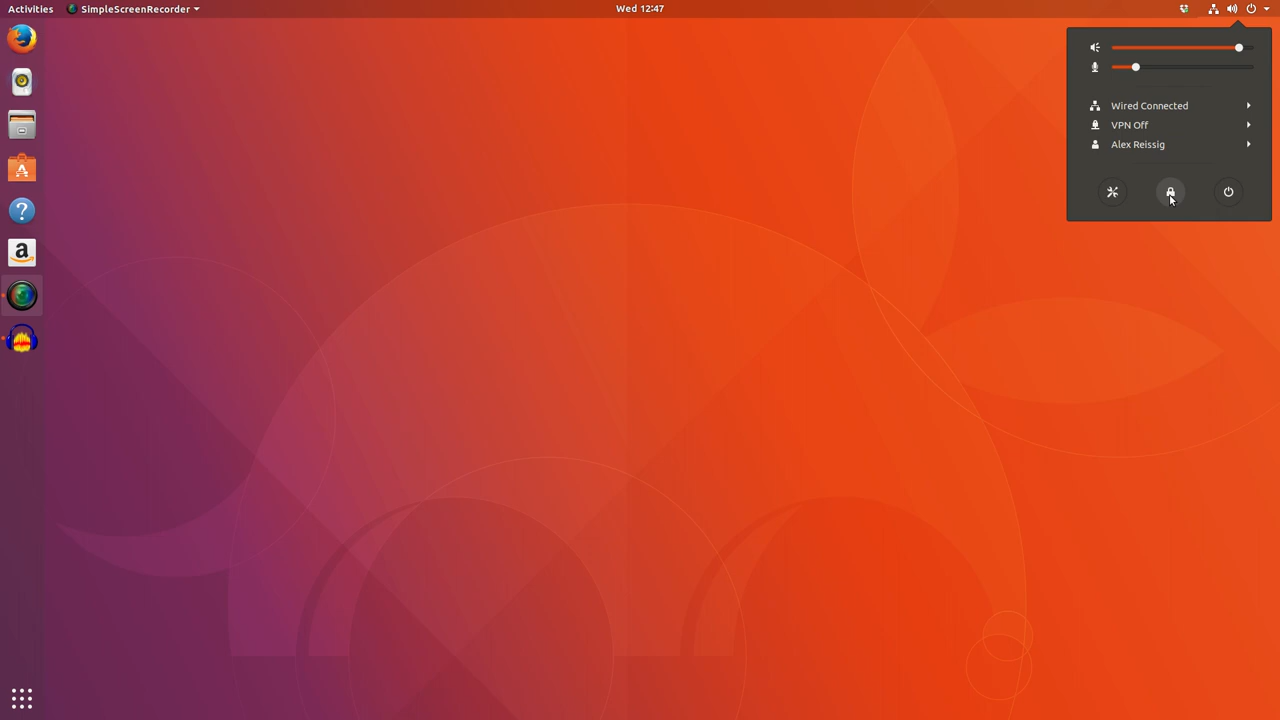 Activities SimpleScreenRecorder Wed 12:47
Wired Connected
VPN Off
Alex Reissig